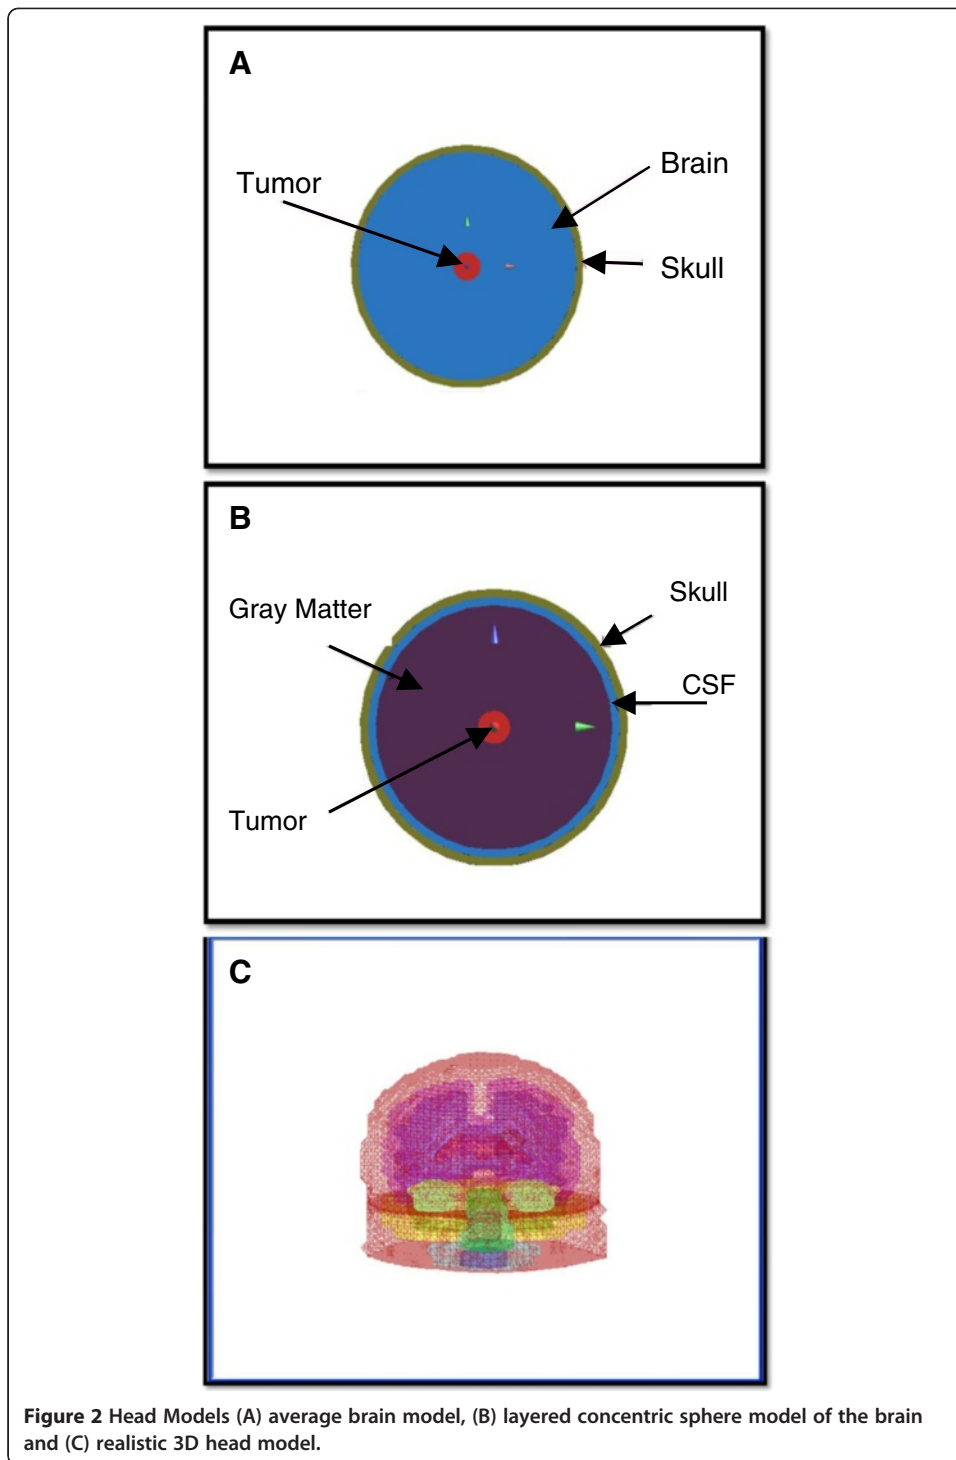 A
Tumor
Brain
Skull
B
Gray Matter
Skull
CSF
Tumor
C
Figure 2 Head Models (A) average brain model, (B) layered concentric sphere model of the brain
and (C) realistic 3D head model.